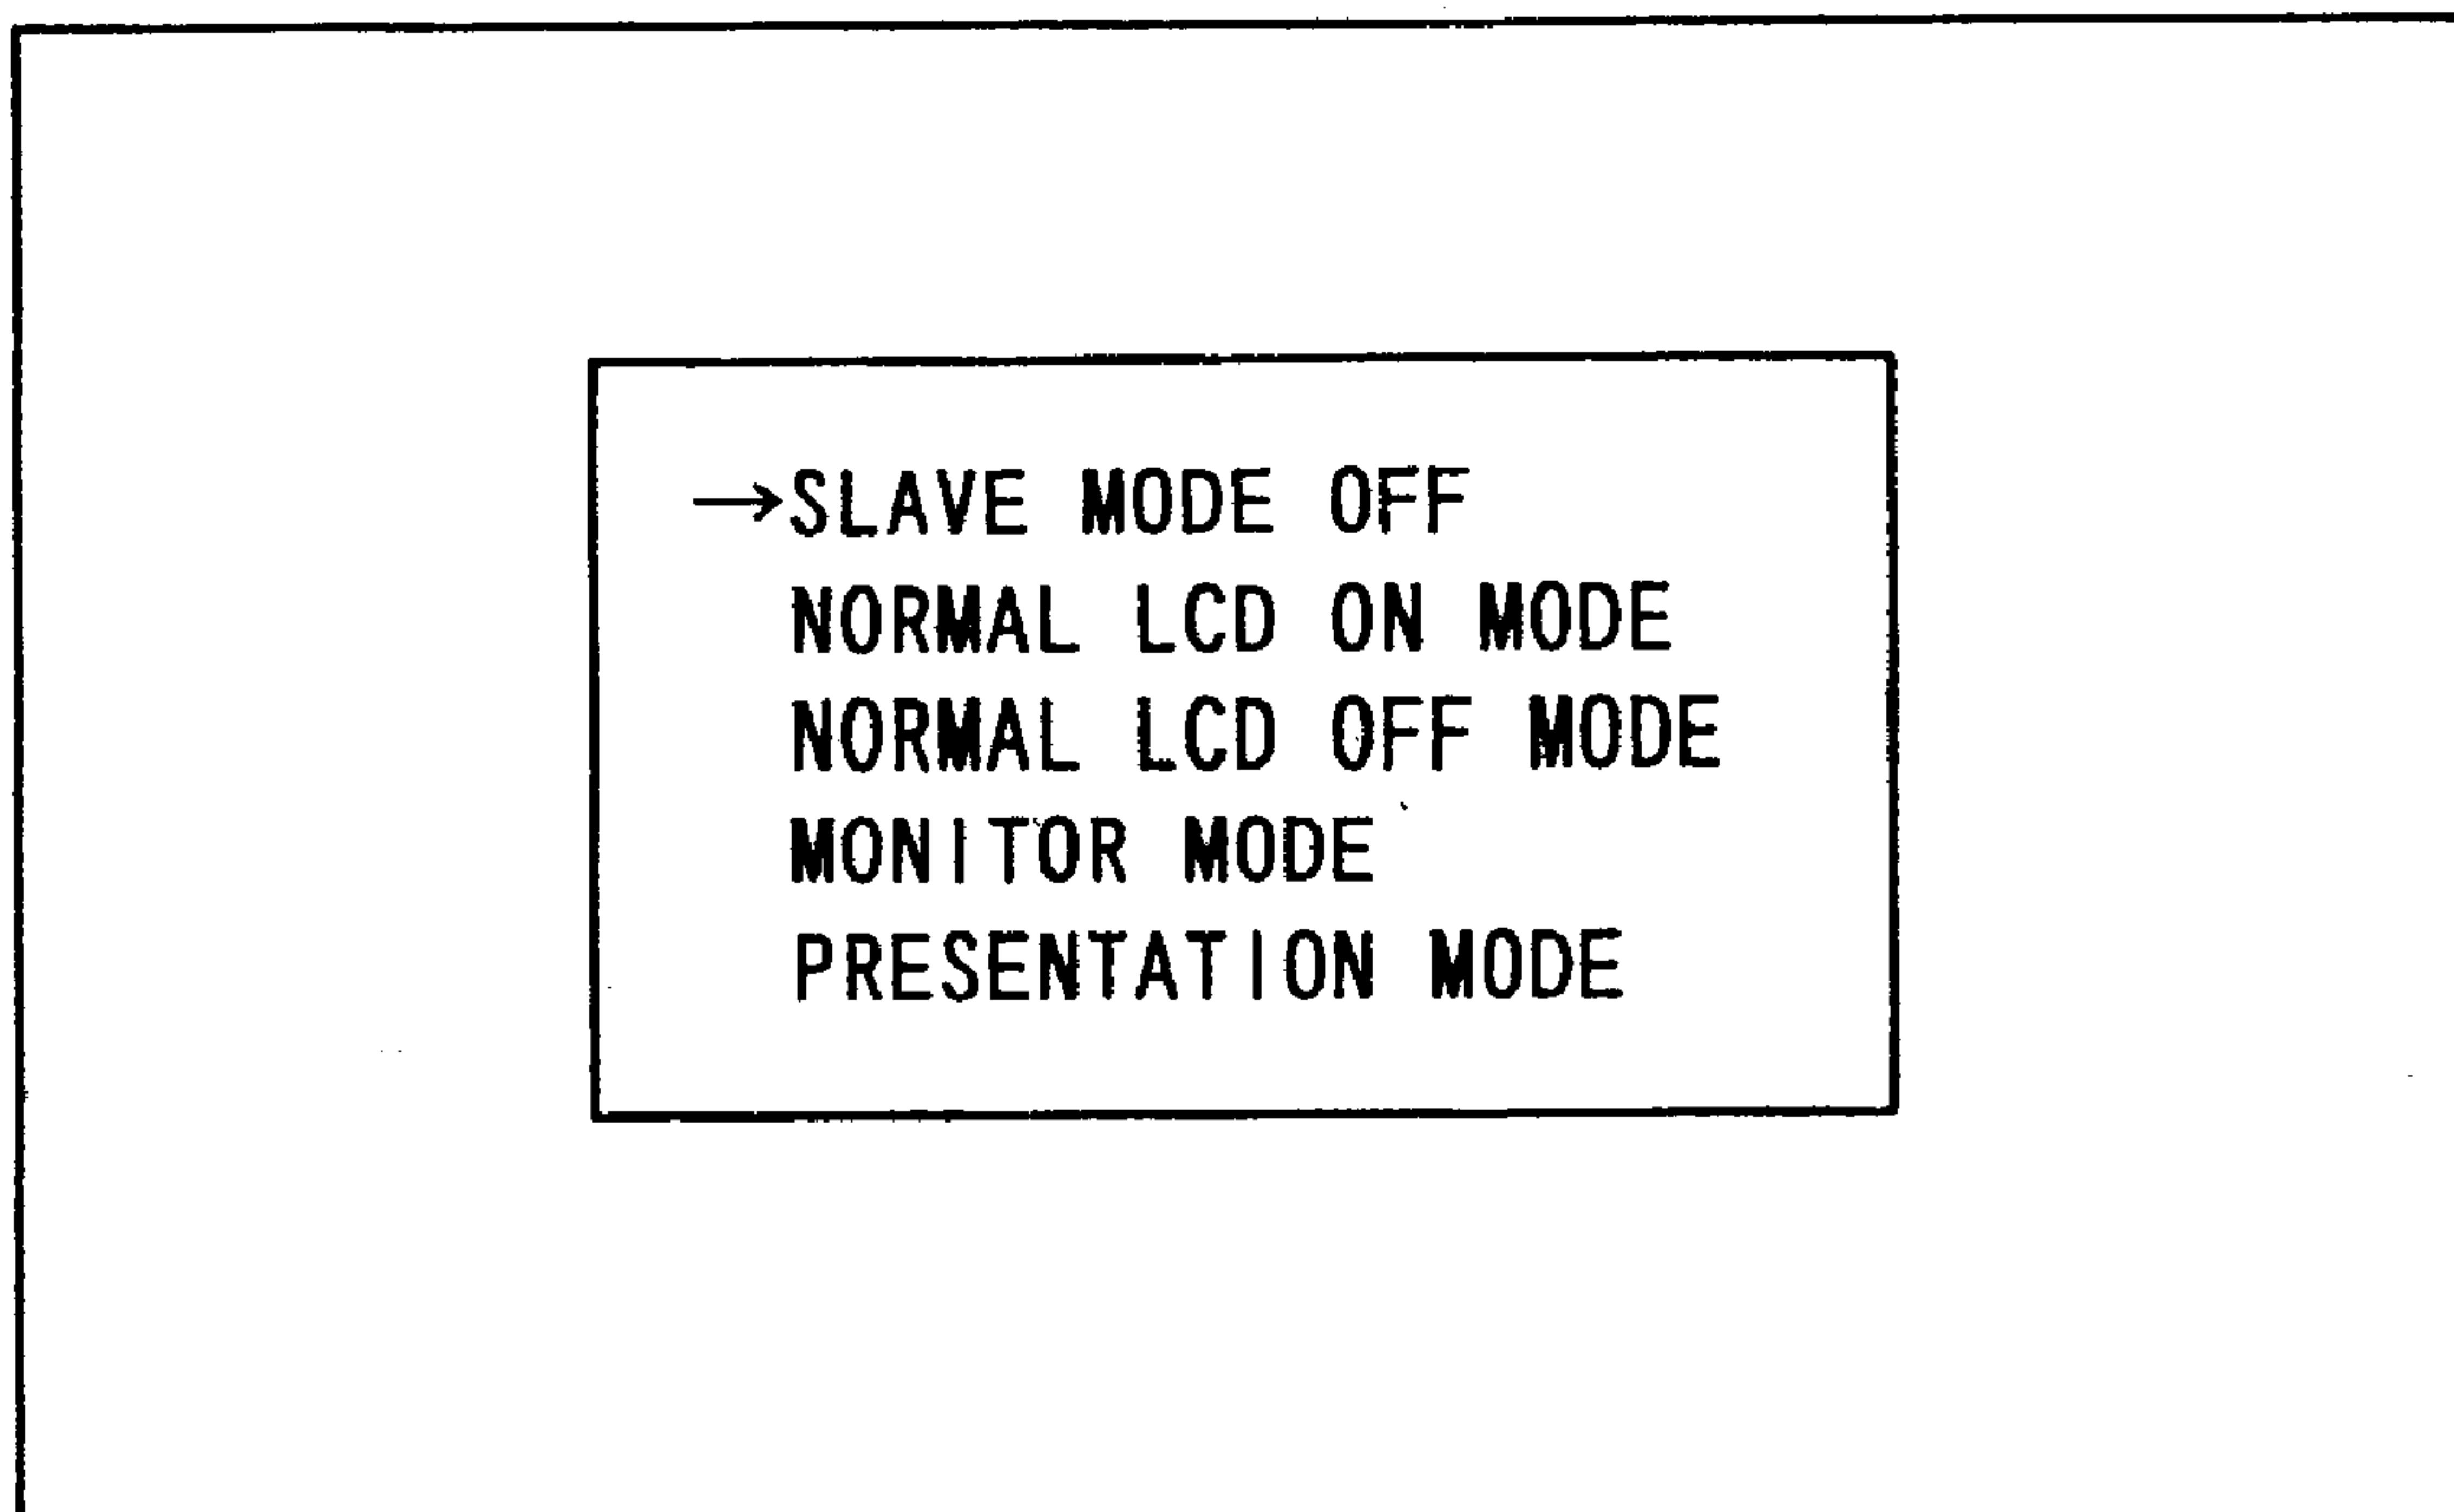 →SLAVE MODE OFF
NORMAL LCD ON MODE
NORMAL LCD OFF MODE
MONITOR MODE
PRESENTATION MODE